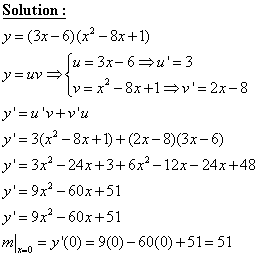 Solution :
y = (3x − 6)(x² − 8x + 1)
y = uv ⇒ { u = 3x − 6 ⇒ u' = 3
v = x² − 8x + 1 ⇒ v' = 2x − 8
y' = u'v + v'u
y' = 3(x² − 8x + 1) + (2x − 8)(3x − 6)
y' = 3x² − 24x + 3 + 6x² − 12x − 24x + 48
y' = 9x² − 60x + 51
y' = 9x² − 60x + 51
m|ₓ₌₀ = y'(0) = 9(0) − 60(0) + 51 = 51